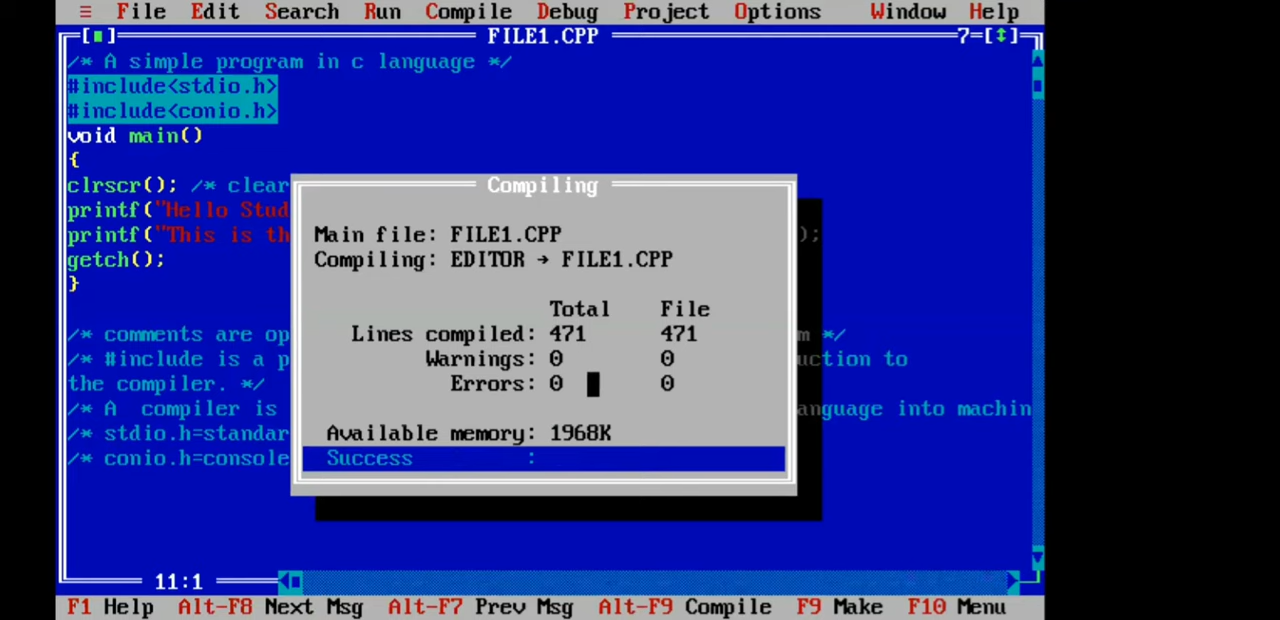 ≡ File Edit Search Run Compile Debug Project Options Window Help
[■] FILE1.CPP 7=[↕]
/* A simple program in c language */
#include<stdio.h>
#include<conio.h>
void main()
{
clrscr(); /* clear
printf("Hello Stud
printf("This is th );
getch();
}
/* comments are op m */
/* #include is a p uction to
the compiler. */
/* A compiler is anguage into machin
/* stdio.h=standar
/* conio.h=console
Compiling
Main file: FILE1.CPP
Compiling: EDITOR → FILE1.CPP
Total File
Lines compiled: 471 471
Warnings: 0 0
Errors: 0 0
Available memory: 1968K
Success :
11:1
F1 Help Alt-F8 Next Msg Alt-F7 Prev Msg Alt-F9 Compile F9 Make F10 Menu